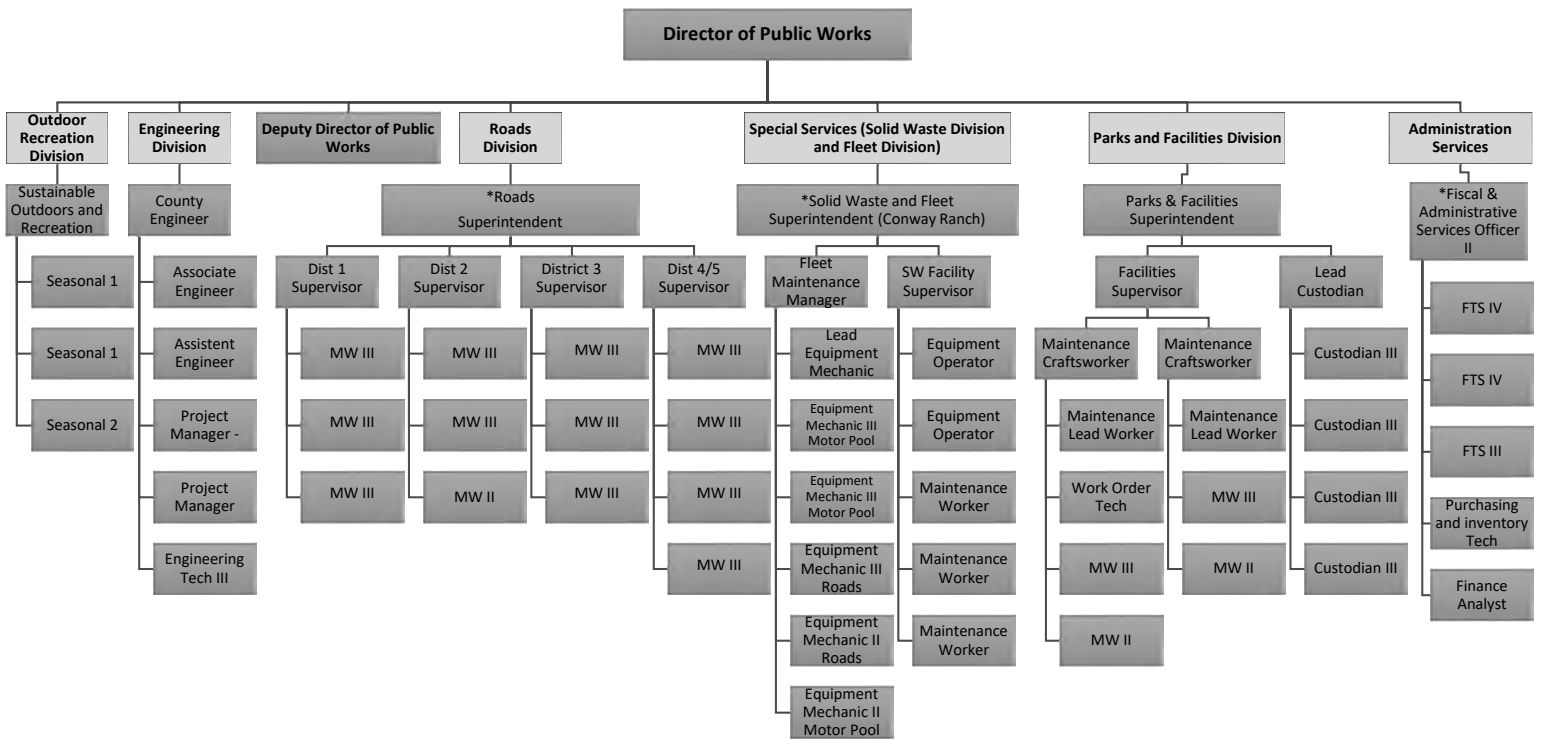 Director of Public Works
Outdoor
Recreation
Division
Engineering
Division
Deputy Director of Public
Works
Roads
Division
Special Services (Solid Waste Division
and Fleet Division)
Parks and Facilities Division
Administration
Services
Sustainable
Outdoors and
Recreation
County
Engineer
*Roads
Superintendent
*Solid Waste and Fleet
Superintendent (Conway Ranch)
Parks & Facilities
Superintendent
*Fiscal &
Administrative
Services Officer
II
Seasonal 1
Seasonal 1
Seasonal 2
Associate
Engineer
Assistent
Engineer
Project
Manager -
Project
Manager
Engineering
Tech III
Dist 1
Supervisor
MW III
MW III
MW III
Dist 2
Supervisor
MW III
MW III
MW II
District 3
Supervisor
MW III
MW III
MW III
Dist 4/5
Supervisor
MW III
MW III
MW III
MW III
Fleet
Maintenance
Manager
Lead
Equipment
Mechanic
Equipment
Mechanic III
Motor Pool
Equipment
Mechanic III
Motor Pool
Equipment
Mechanic III
Roads
Equipment
Mechanic II
Roads
Equipment
Mechanic II
Motor Pool
SW Facility
Supervisor
Equipment
Operator
Equipment
Operator
Maintenance
Worker
Maintenance
Worker
Maintenance
Worker
Facilities
Supervisor
Maintenance
Craftsworker
Maintenance
Lead Worker
Work Order
Tech
MW III
MW II
Maintenance
Craftsworker
Maintenance
Lead Worker
MW III
MW II
Lead
Custodian
Custodian III
Custodian III
Custodian III
Custodian III
FTS IV
FTS IV
FTS III
Purchasing
and inventory
Tech
Finance
Analyst